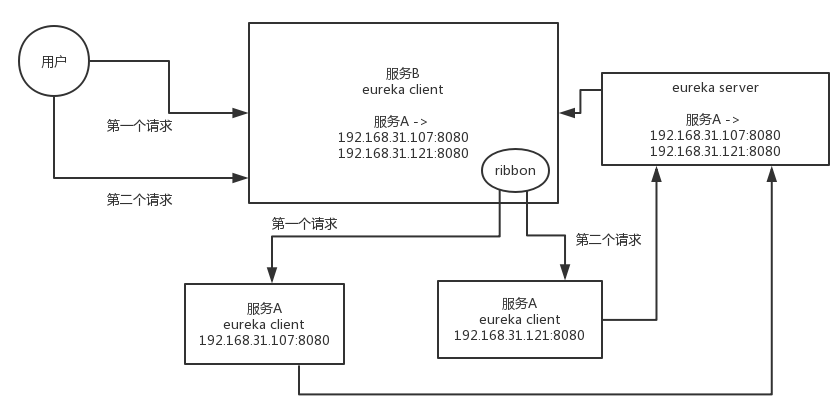 用户
第一个请求
第二个请求
服务B
eureka client
服务A ->
192.168.31.107:8080
192.168.31.121:8080
ribbon
eureka server
服务A ->
192.168.31.107:8080
192.168.31.121:8080
第一个请求
第二个请求
服务A
eureka client
192.168.31.107:8080
服务A
eureka client
192.168.31.121:8080